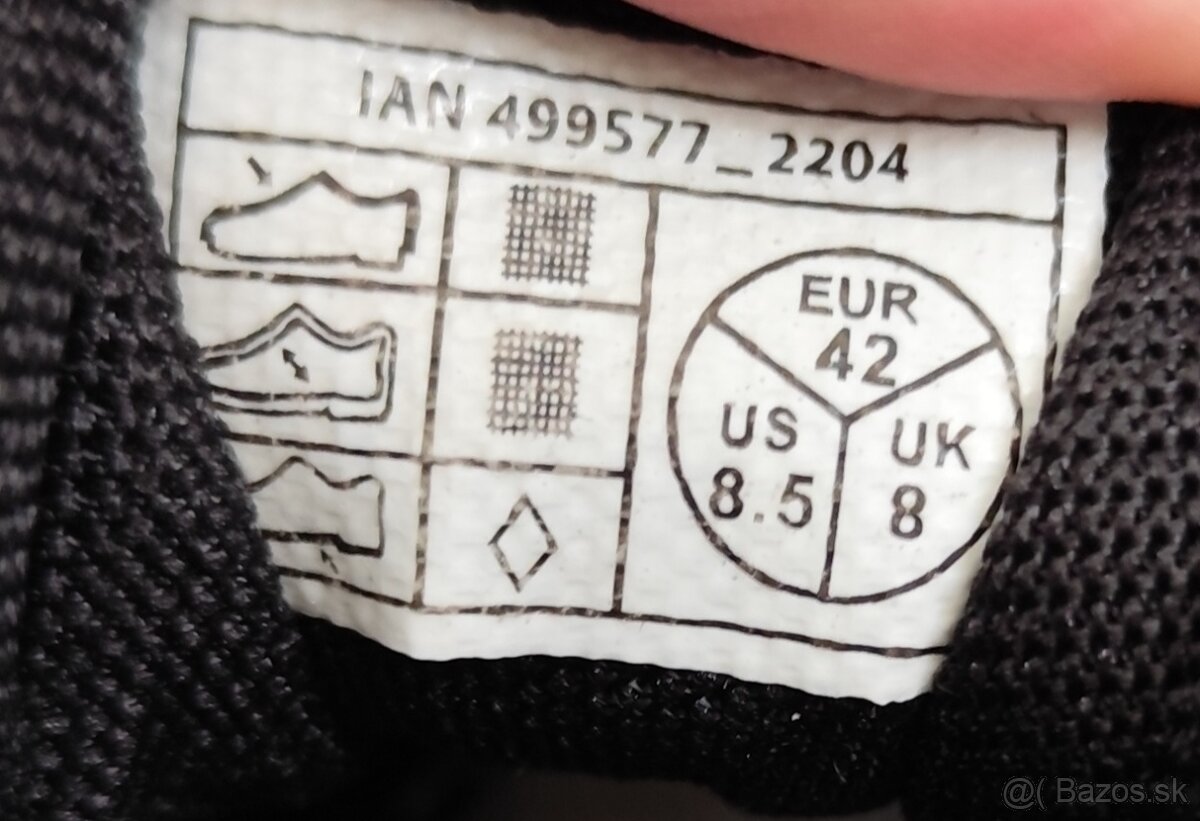 IAN 499577_2204
EUR
42
US
8.5
UK
8
@( Bazos.sk